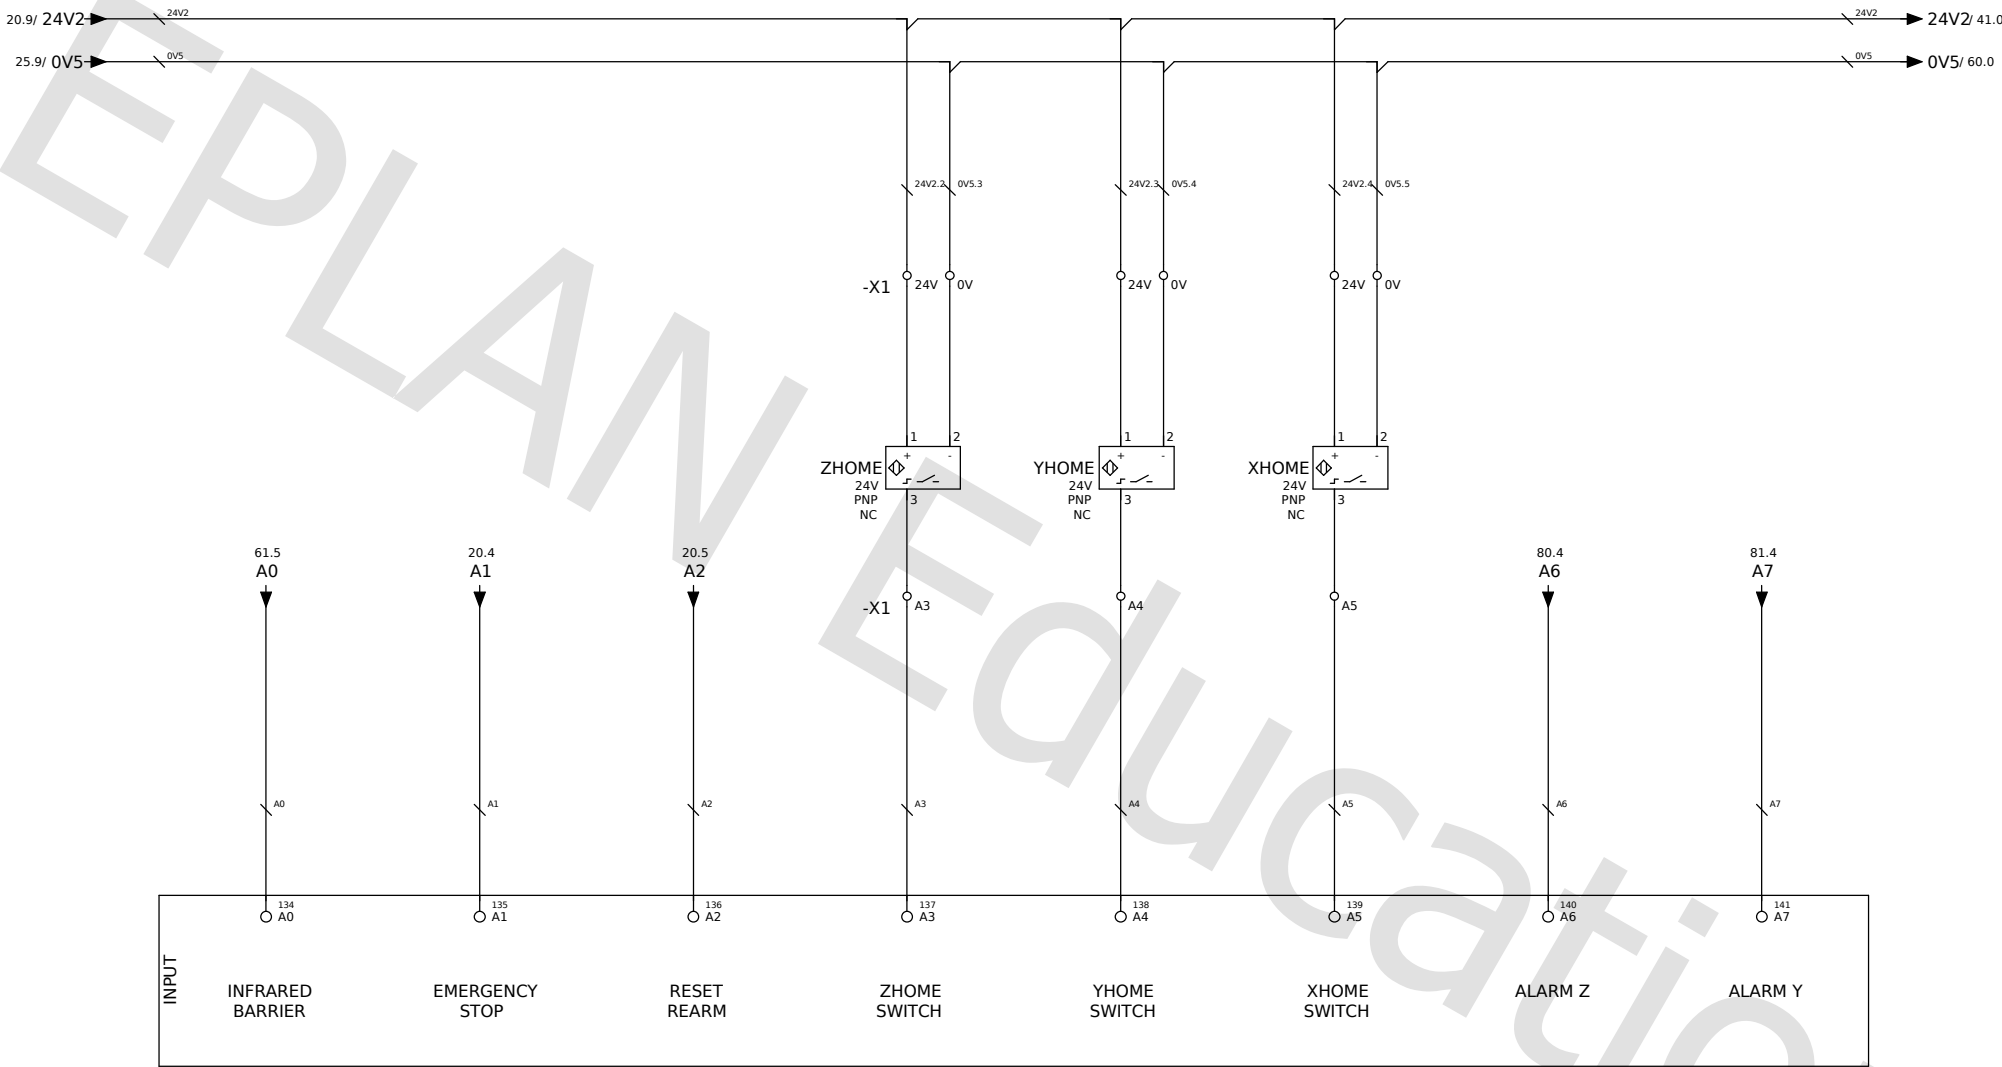 20.9/ 24V2
24V2
24V2
24V2/ 41.0
25.9/ 0V5
0V5
0V5
0V5/ 60.0
24V2.2
0V5.3
24V2.3
0V5.4
24V2.4
0V5.5
-X1
24V
0V
24V
0V
24V
0V
1
2
1
2
1
2
ZHOME
+
-
YHOME
+
-
XHOME
+
-
24V
24V
24V
PNP
3
PNP
3
PNP
3
NC
NC
NC
61.5
20.4
20.5
80.4
81.4
A0
A1
A2
A6
A7
-X1
A3
A4
A5
A0
A1
A2
A3
A4
A5
A6
A7
134
135
136
137
138
139
140
141
A0
A1
A2
A3
A4
A5
A6
A7
INPUT
INFRARED
BARRIER
EMERGENCY
STOP
RESET
REARM
ZHOME
SWITCH
YHOME
SWITCH
XHOME
SWITCH
ALARM Z
ALARM Y
EPLAN Educatio